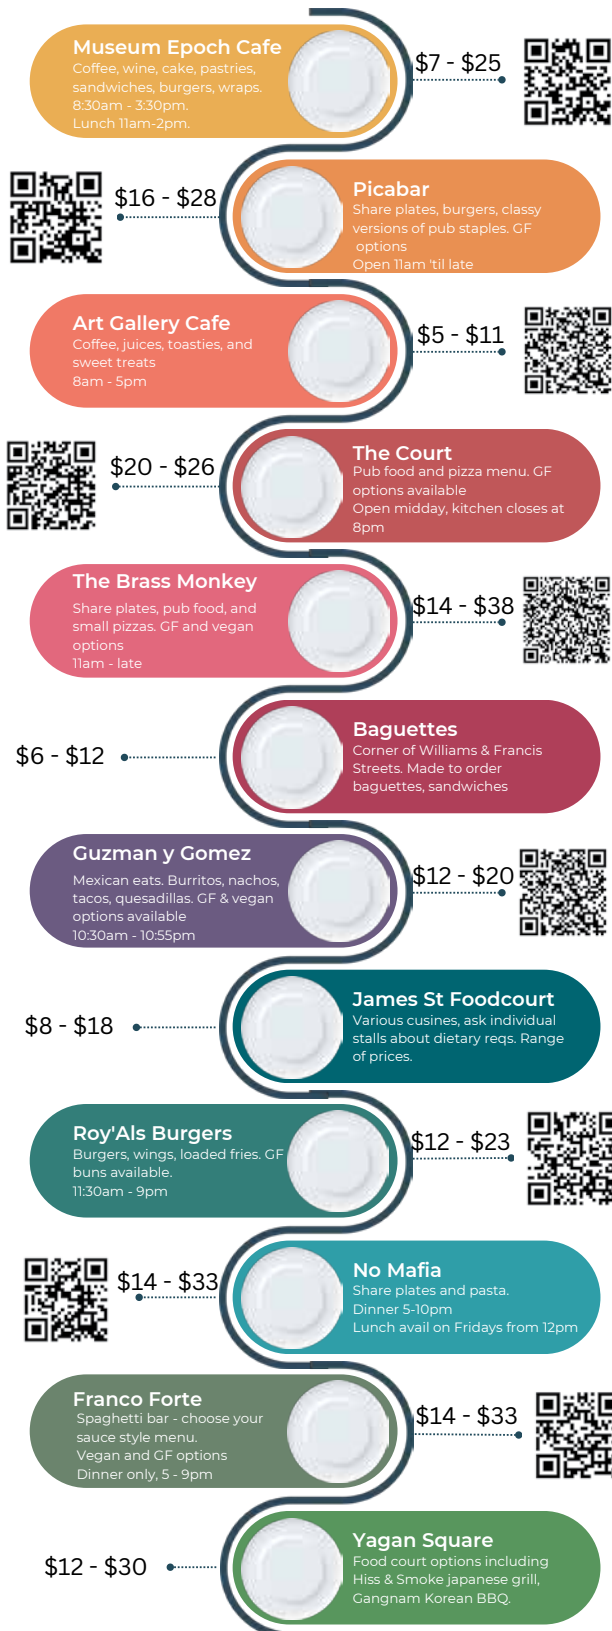 Museum Epoch Cafe
Coffee, wine, cake, pastries,
sandwiches, burgers, wraps.
8:30am - 3:30pm.
Lunch 11am-2pm.
$7 - $25
$16 - $28
Picabar
Share plates, burgers, classy
versions of pub staples. GF
options
Open 11am 'til late
Art Gallery Cafe
Coffee, juices, toasties, and
sweet treats
8am - 5pm
$5 - $11
$20 - $26
The Court
Pub food and pizza menu. GF
options available
Open midday, kitchen closes at
8pm
The Brass Monkey
Share plates, pub food, and
small pizzas. GF and vegan
options
11am - late
$14 - $38
$6 - $12
Baguettes
Corner of Williams & Francis
Streets. Made to order
baguettes, sandwiches
Guzman y Gomez
Mexican eats. Burritos, nachos,
tacos, quesadillas. GF & vegan
options available
10:30am - 10:55pm
$12 - $20
$8 - $18
James St Foodcourt
Various cusines, ask individual
stalls about dietary reqs. Range
of prices.
Roy'Als Burgers
Burgers, wings, loaded fries. GF
buns available.
11:30am - 9pm
$12 - $23
$14 - $33
No Mafia
Share plates and pasta.
Dinner 5-10pm
Lunch avail on Fridays from 12pm
Franco Forte
Spaghetti bar - choose your
sauce style menu.
Vegan and GF options
Dinner only, 5 - 9pm
$14 - $33
$12 - $30
Yagan Square
Food court options including
Hiss & Smoke japanese grill,
Gangnam Korean BBQ.